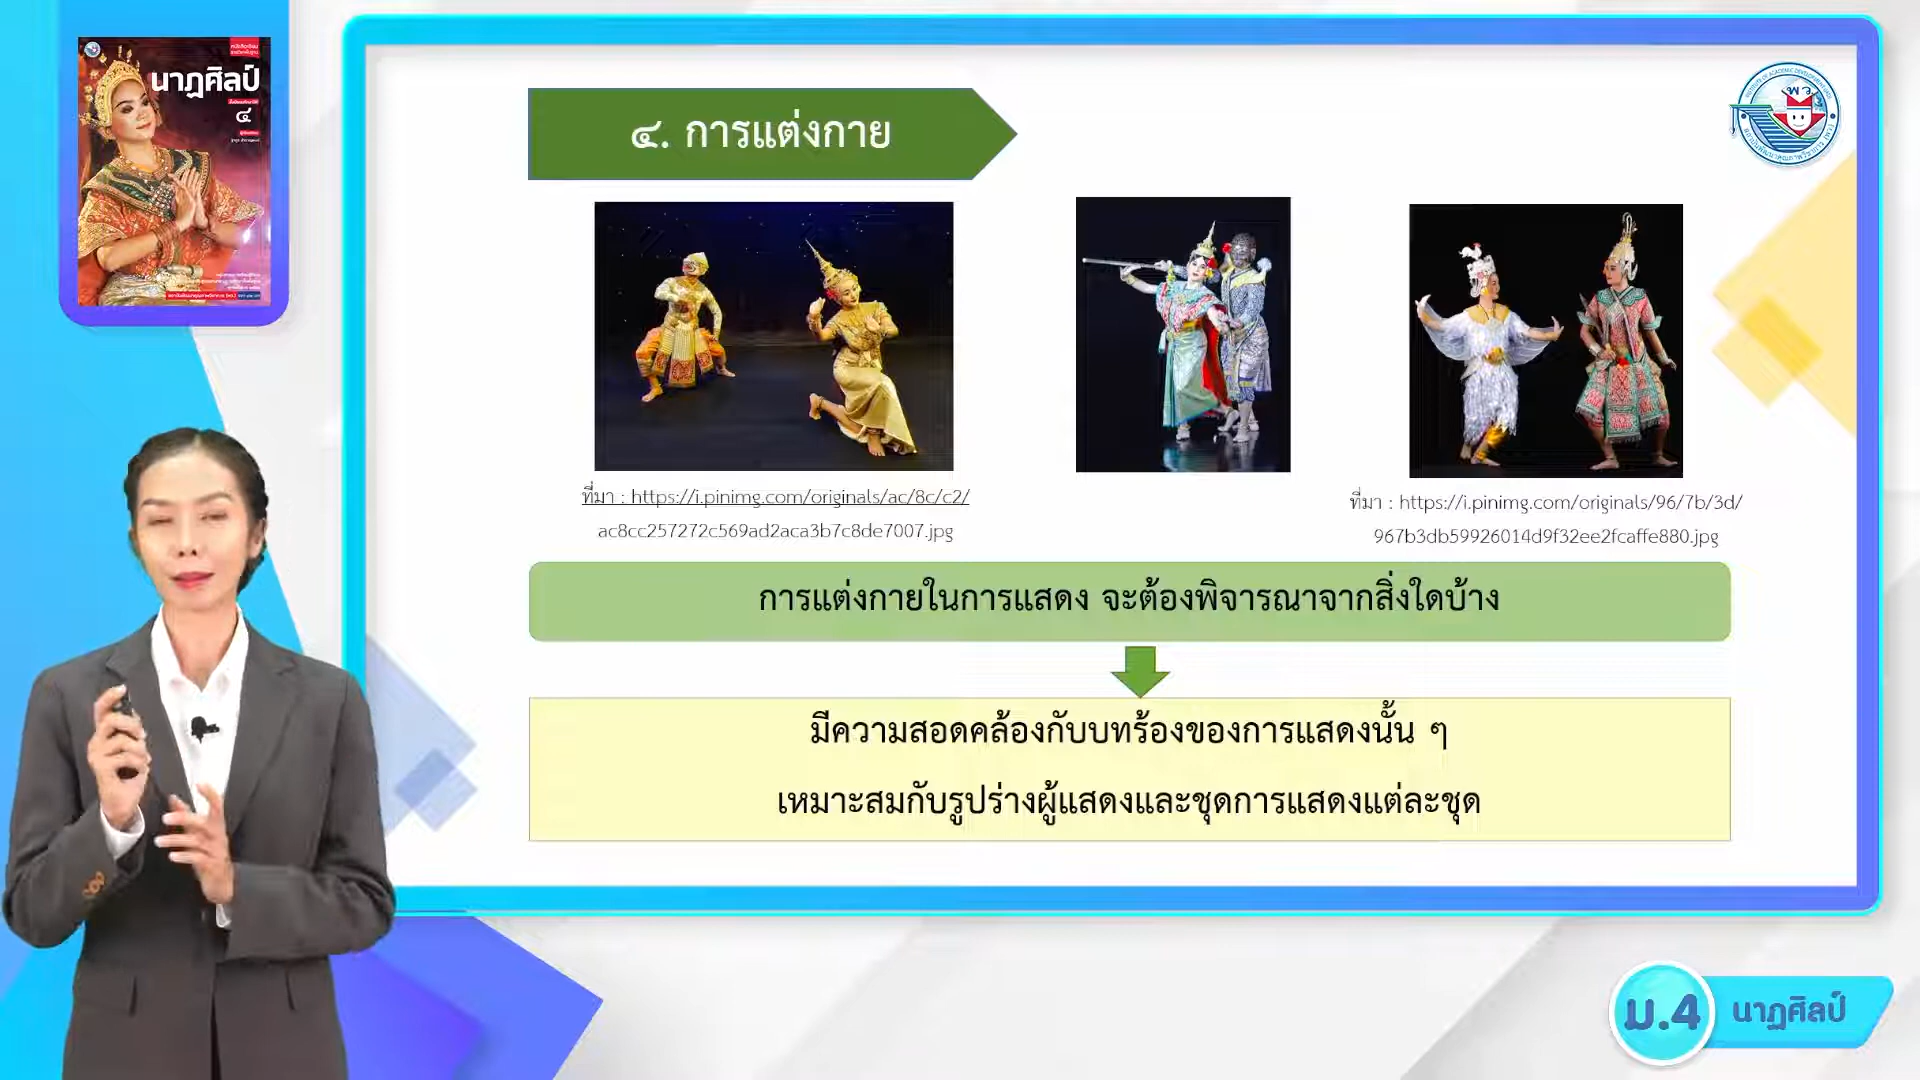 นาฏศิลป์
๔
๔. การแต่งกาย
ที่มา : https://i.pinimg.com/originals/ac/8c/c2/
ac8cc257272c569ad2aca3b7c8de7007.jpg
ที่มา : https://i.pinimg.com/originals/96/7b/3d/
967b3db59926014d9f32ee2fcaffe880.jpg
การแต่งกายในการแสดง จะต้องพิจารณาจากสิ่งใดบ้าง
มีความสอดคล้องกับบทร้องของการแสดงนั้น ๆ
เหมาะสมกับรูปร่างผู้แสดงและชุดการแสดงแต่ละชุด
ม.4 นาฏศิลป์